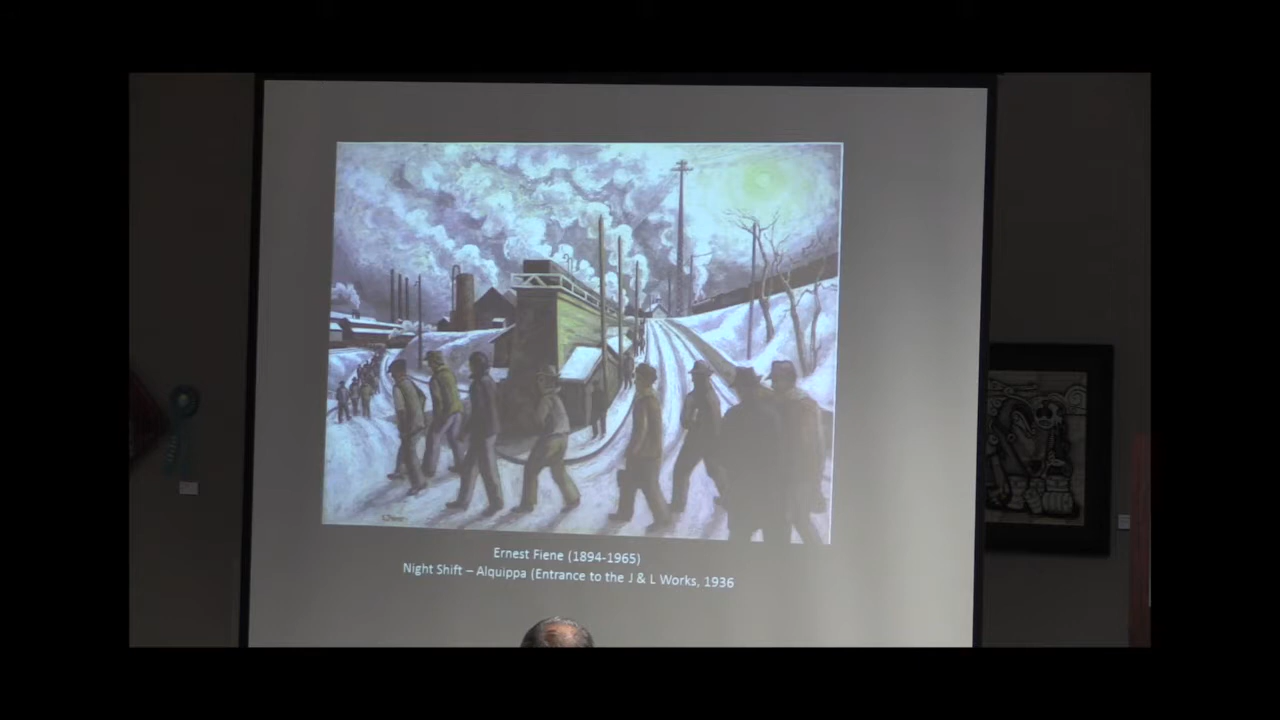 Ernest Fiene (1894-1965)
Night Shift – Alquippa (Entrance to the J & L Works, 1936